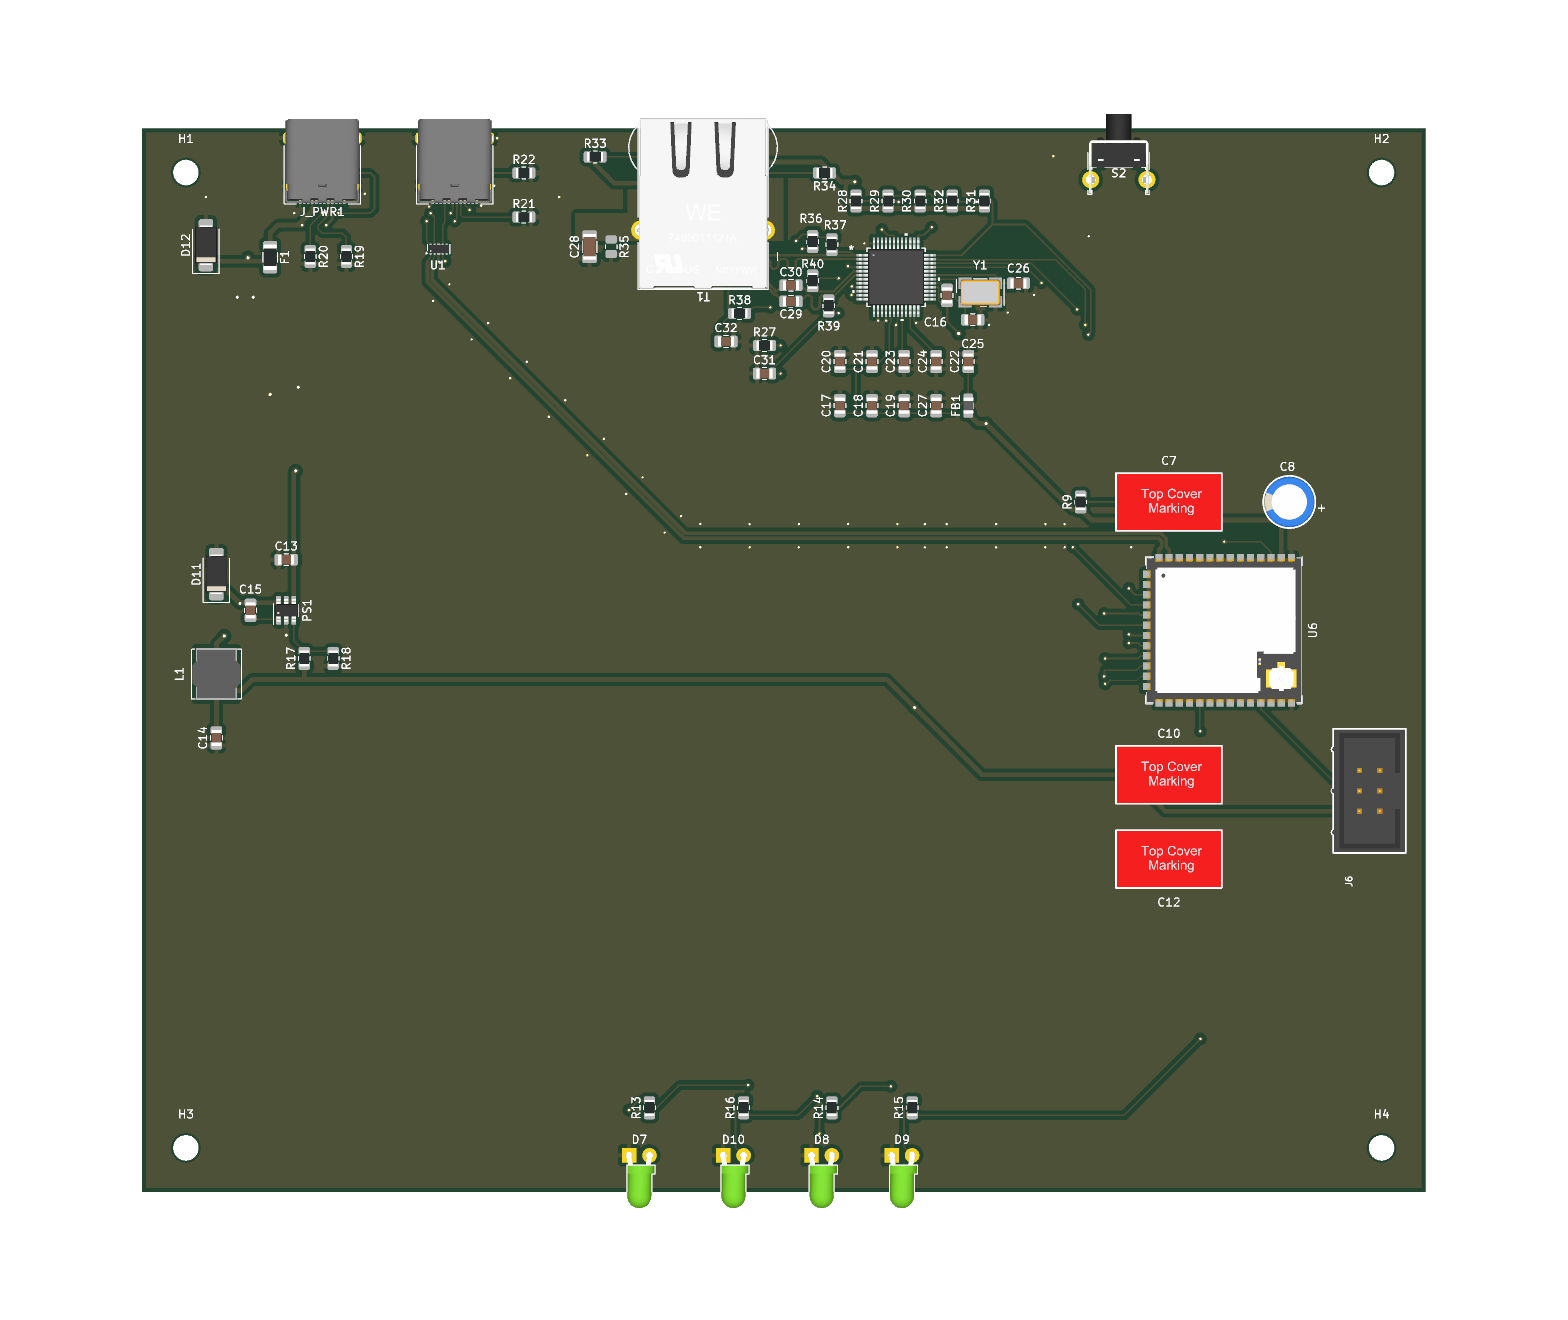 H1
H2
R33
R22
R34
S2
J_PWR1
R21
R28
R29
R30
R32
R31
WE
D12
F1
R20
R19
U1
C28
R35
R36
R37
*
R40
C30
C29
Y1
C26
T1
R38
R39
C16
C32
R27
C25
C31
C20
C21
C23
C24
C22
C17
C18
C19
C27
FB1
C7
C8
Top Cover
Marking
R9
+
C13
D11
C15
PS1
U6
R17
R18
L1
C14
C10
Top Cover
Marking
Top Cover
Marking
J6
C12
H3
H4
R13
R16
R14
R15
D7
D10
D8
D9